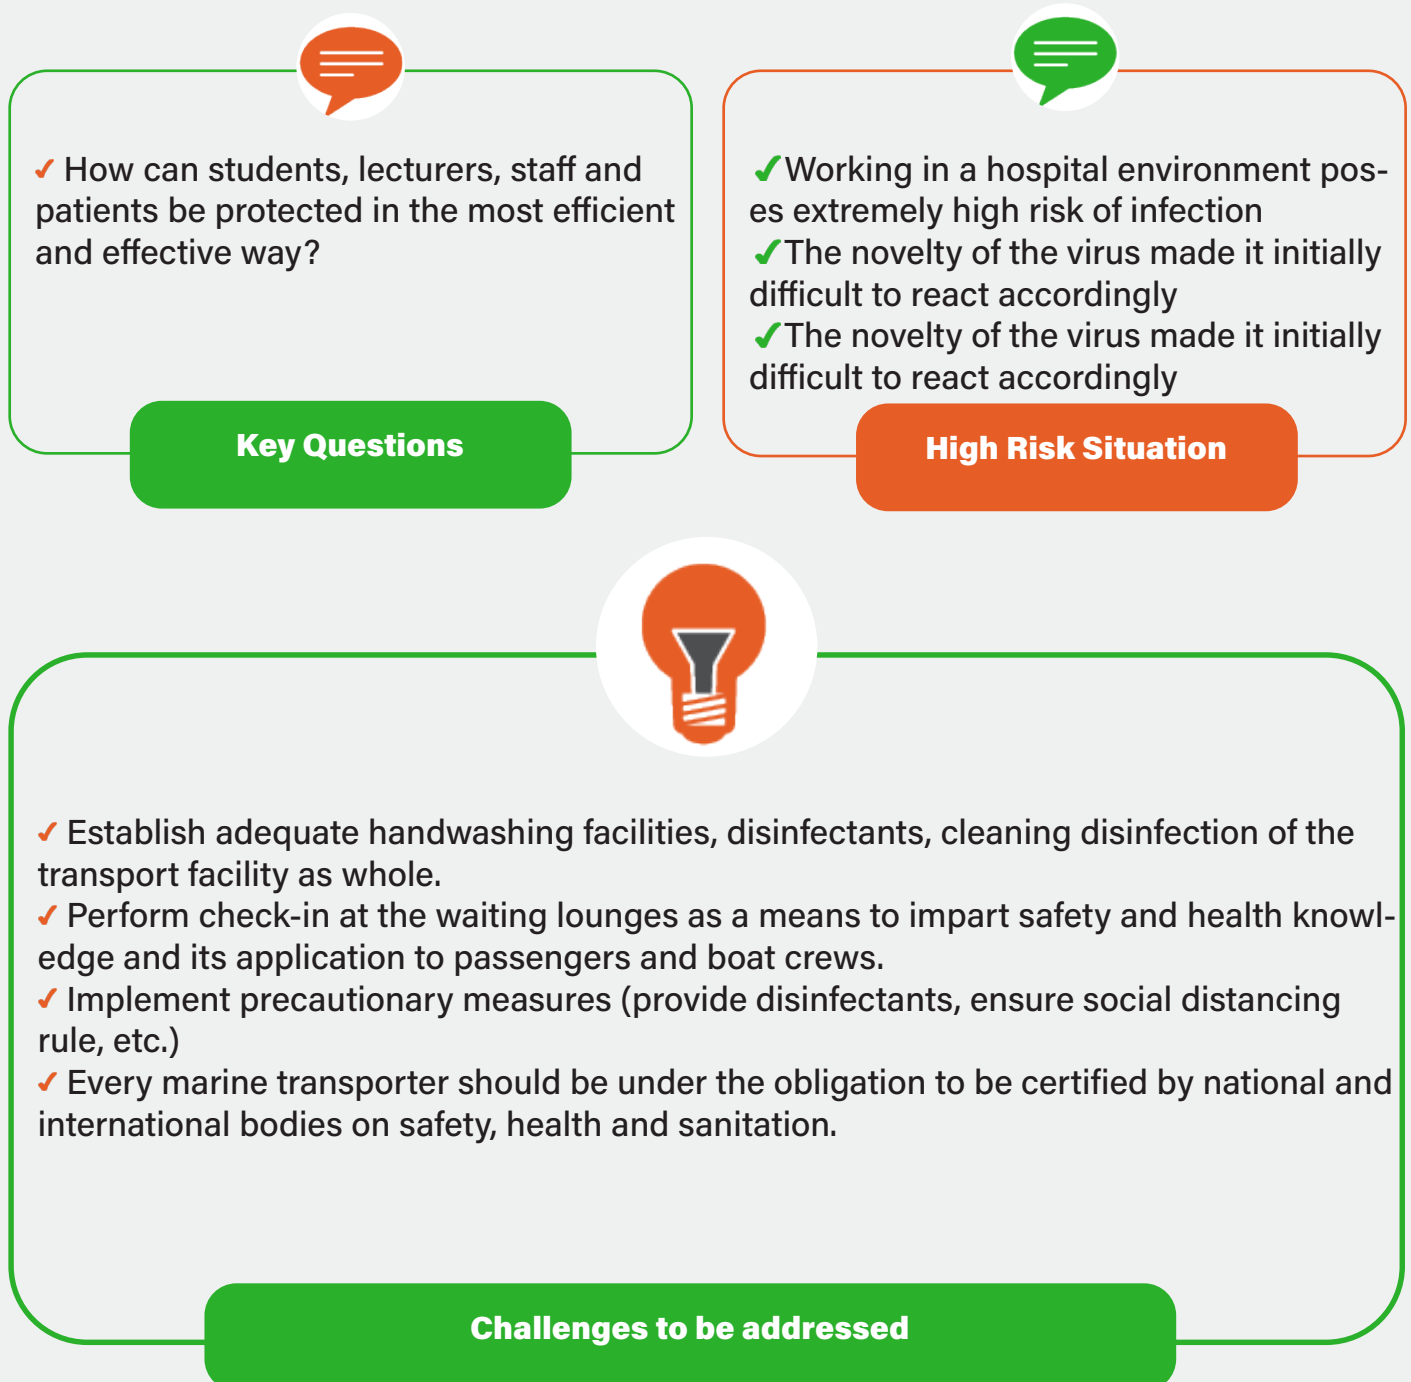 ✓ How can students, lecturers, staff and
patients be protected in the most efficient
and effective way?
Key Questions
✓Working in a hospital environment pos-
es extremely high risk of infection
✓The novelty of the virus made it initially
difficult to react accordingly
✓The novelty of the virus made it initially
difficult to react accordingly
High Risk Situation
✓ Establish adequate handwashing facilities, disinfectants, cleaning disinfection of the
transport facility as whole.
✓ Perform check-in at the waiting lounges as a means to impart safety and health knowl-
edge and its application to passengers and boat crews.
✓ Implement precautionary measures (provide disinfectants, ensure social distancing
rule, etc.)
✓ Every marine transporter should be under the obligation to be certified by national and
international bodies on safety, health and sanitation.
Challenges to be addressed